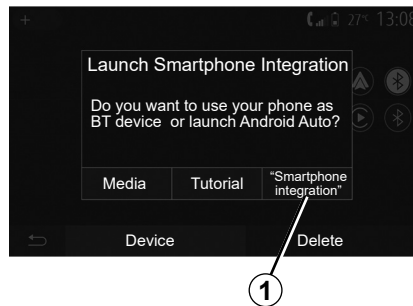 + 27°C 13:08
Launch Smartphone Integration
Do you want to use your phone as
BT device or launch Android Auto?
Media Tutorial “Smartphone
integration”
Device Delete
1